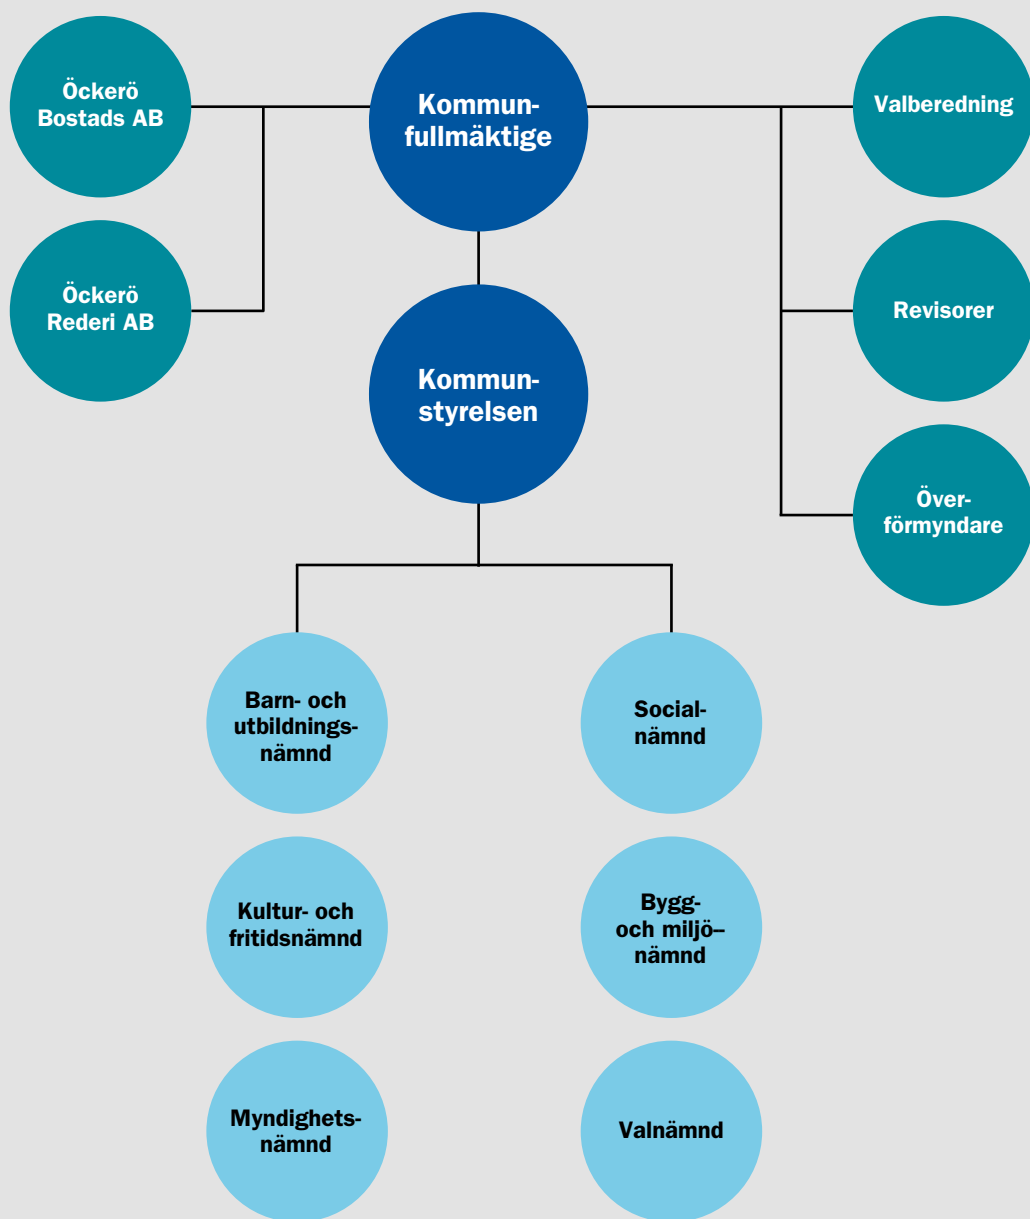 Öckerö
Bostads AB
Kommun-
fullmäktige
Valberedning
Öckerö
Rederi AB
Revisorer
Kommun-
styrelsen
Över-
förmyndare
Barn- och
utbildnings-
nämnd
Social-
nämnd
Kultur- och
fritidsnämnd
Bygg-
och miljö–
nämnd
Myndighets-
nämnd
Valnämnd